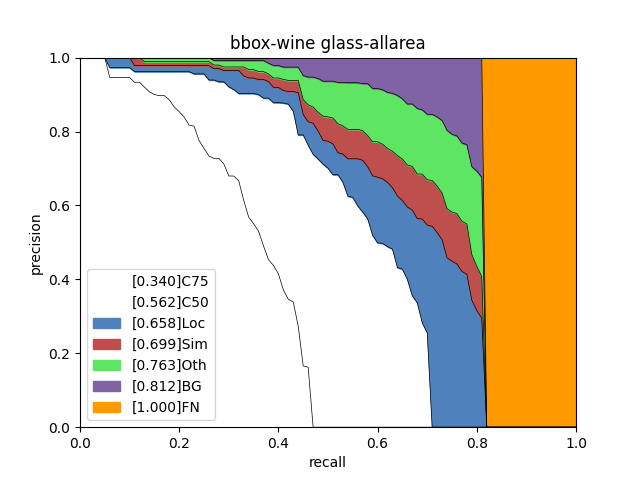 bbox-wine glass-allarea
1.0
0.8
0.6
0.4
0.2
0.0
precision
[0.340]C75
[0.562]C50
[0.658]Loc
[0.699]Sim
[0.763]Oth
[0.812]BG
[1.000]FN
0.0 0.2 0.4 0.6 0.8 1.0
recall